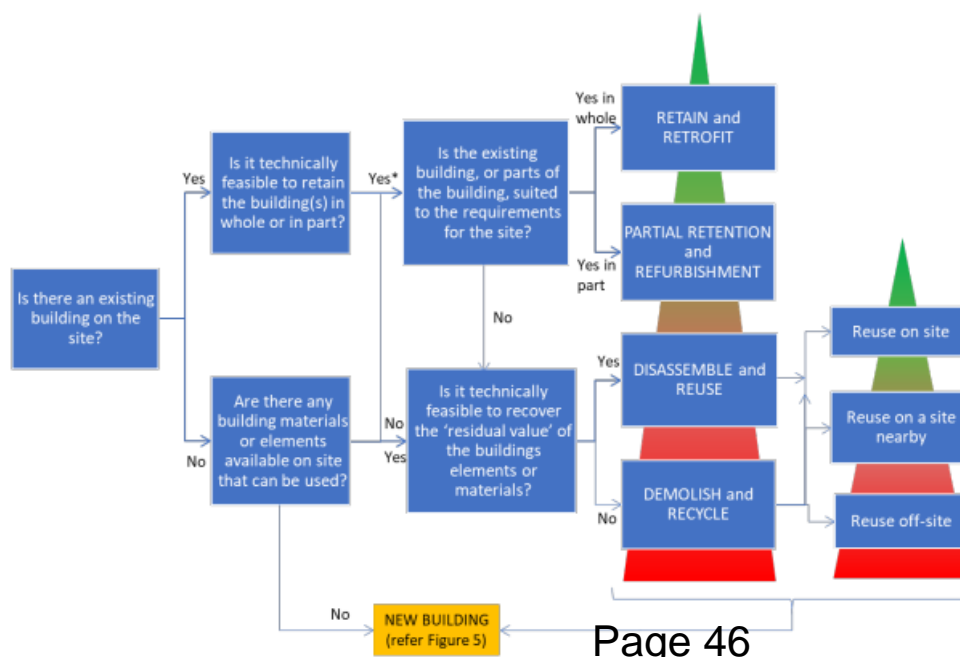 Is there an existing
building on the
site?
Yes
No
Is it technically
feasible to retain
the building(s) in
whole or in part?
Are there any
building materials
or elements
available on site
that can be used?
Yes*
No
Yes
No
Is the existing
building, or parts of
the building, suited
to the requirements
for the site?
No
Is it technically
feasible to recover
the ‘residual value’ of
the buildings
elements or
materials?
Yes in
whole
Yes in
part
Yes
No
RETAIN and
RETROFIT
PARTIAL RETENTION
and
REFURBISHMENT
DISASSEMBLE and
REUSE
DEMOLISH and
RECYCLE
Reuse on site
Reuse on a site
nearby
Reuse off-site
NEW BUILDING
(refer Figure 5)
Page 46